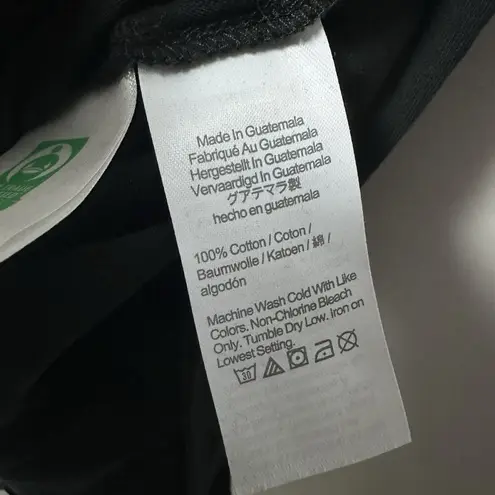 Made In Guatemala
Fabriqué Au Guatemala
Hergestellt In Guatemala
Vervaardigd In Guatemala
グアテマラ製
hecho en guatemala
100% Cotton / Coton /
Baumwolle / Katoen / 綿 /
algodón
Machine Wash Cold With Like
Colors. Non-Chlorine Bleach
Only. Tumble Dry Low. Iron on
Lowest Setting.
30